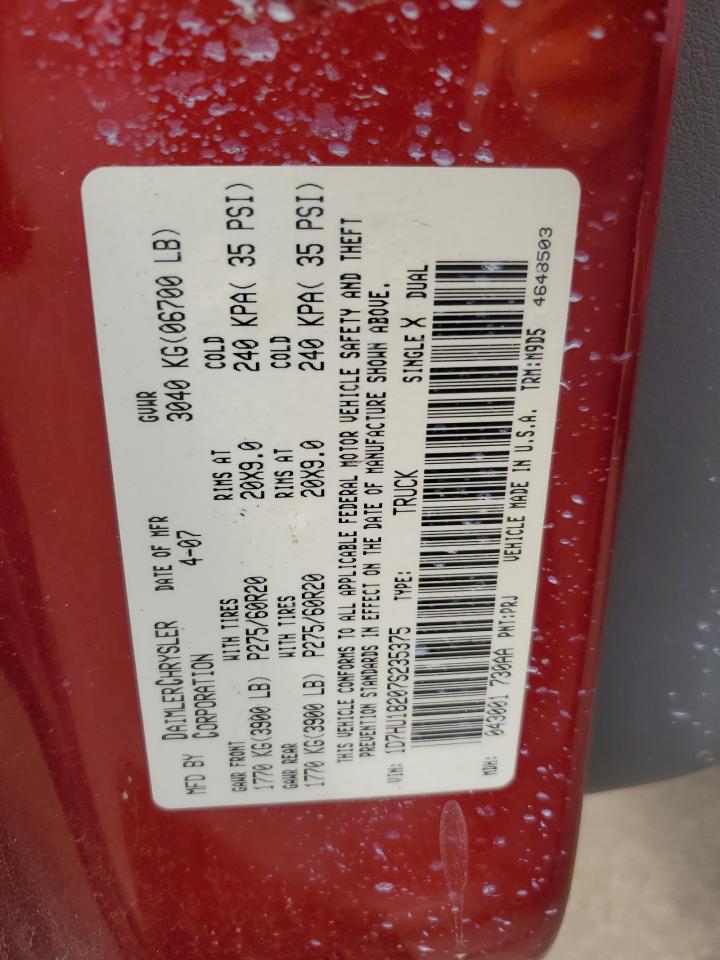 MFD BY DAIMLERCHRYSLER CORPORATION DATE OF MFR 4-07 GVWR 3040 KG(06700 LB)
GAWR FRONT WITH TIRES RIMS AT COLD
1770 KG(3900 LB) P275/60R20 20X9.0 240 KPA( 35 PSI)
GAWR REAR WITH TIRES RIMS AT COLD
1770 KG(3900 LB) P275/60R20 20X9.0 240 KPA( 35 PSI)
THIS VEHICLE CONFORMS TO ALL APPLICABLE FEDERAL MOTOR VEHICLE SAFETY AND THEFT
PREVENTION STANDARDS IN EFFECT ON THE DATE OF MANUFACTURE SHOWN ABOVE.
VIN: 1D7HU18207S235375 TYPE: TRUCK SINGLE X DUAL
MDH: 043001 730AA PNT:PRJ VEHICLE MADE IN U.S.A. TRM:M9D5 4648503